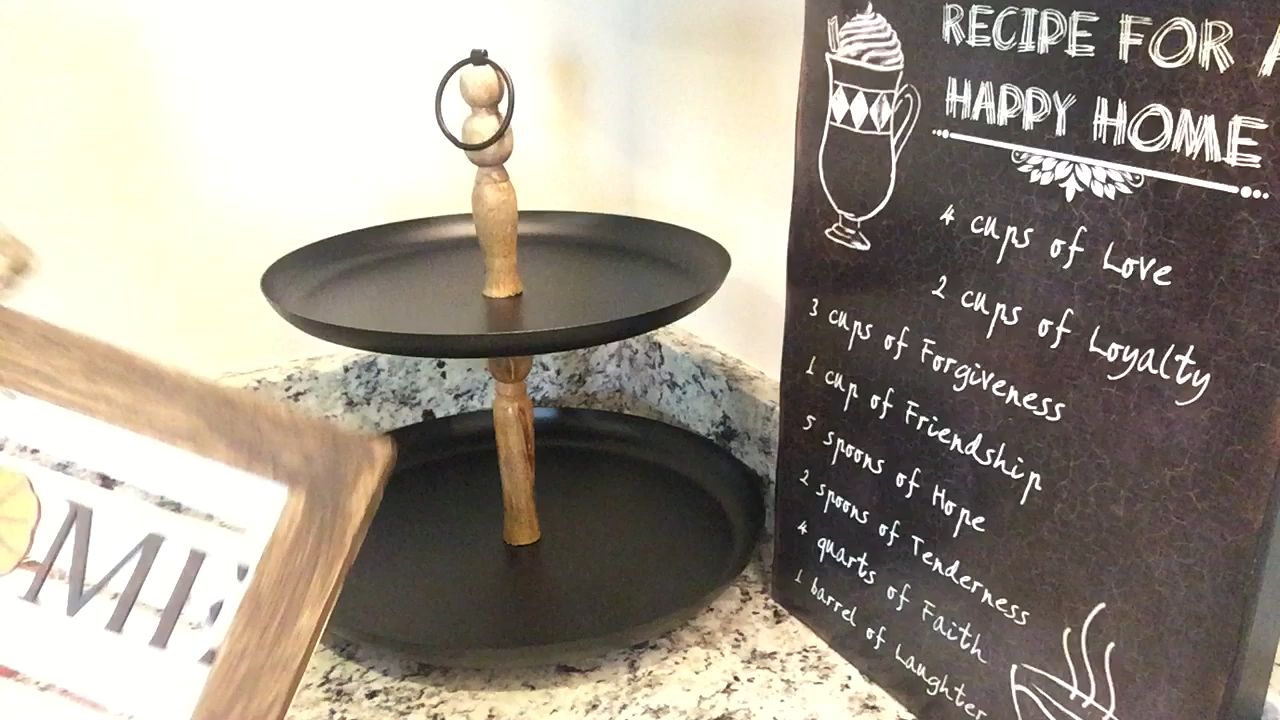 RECIPE FOR A
HAPPY HOME
4 cups of Love
2 cups of Loyalty
3 cups of Forgiveness
1 cup of Friendship
5 spoons of Hope
2 spoons of Tenderness
4 quarts of Faith
1 barrel of Laughter